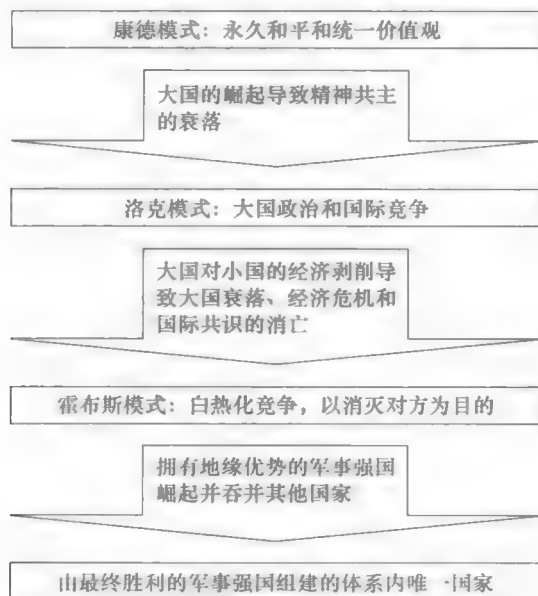 康德模式：永久和平和统一价值观
大国的崛起导致精神共主
的衰落
洛克模式：大国政治和国际竞争
大国对小国的经济剥削导
致大国衰落、经济危机和
国际共识的消亡
霍布斯模式：白热化竞争，以消灭对方为目的
拥有地缘优势的军事强国
崛起并吞并其他国家
由最终胜利的军事强国组建的体系内唯一国家